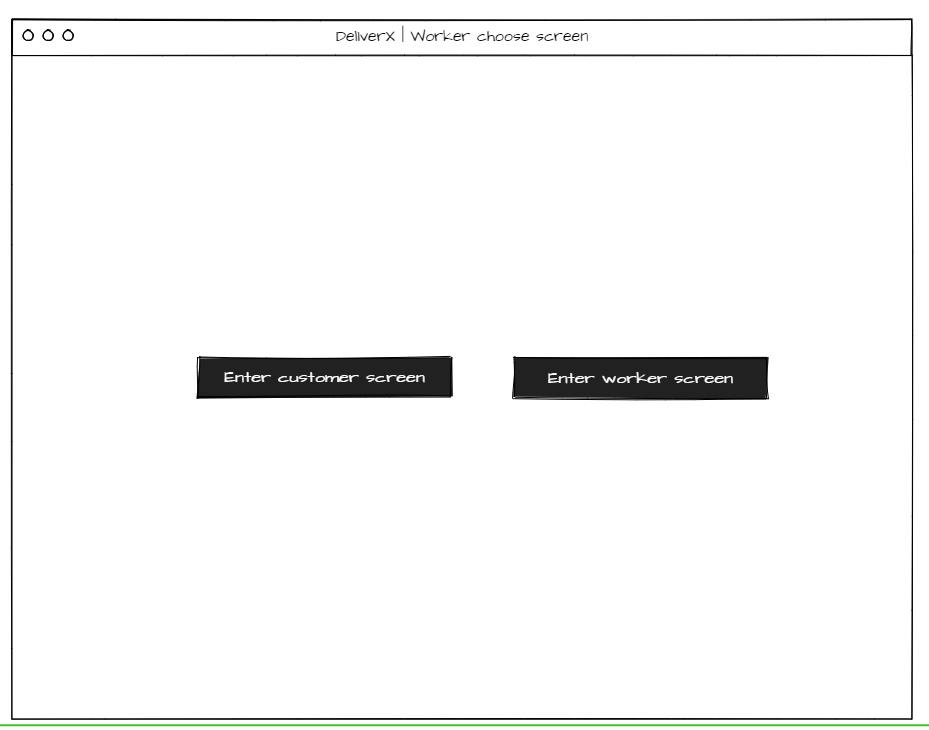 DeliverX | Worker choose screen
Enter customer screen
Enter worker screen